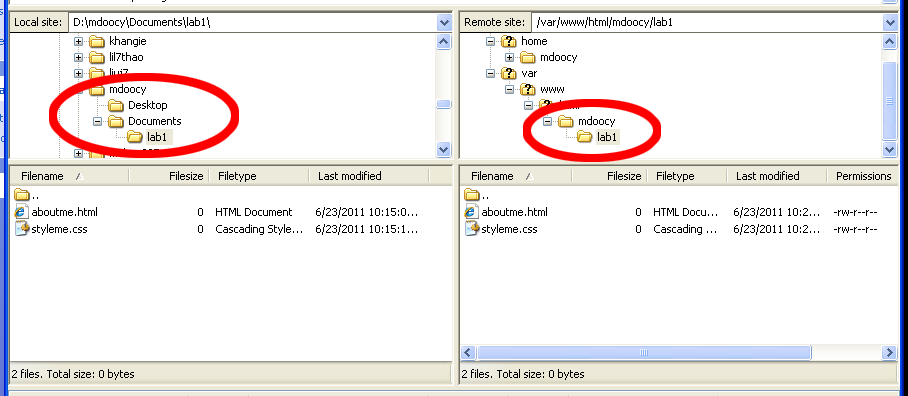 Local site: D:\mdoocy\Documents\lab1\
khangie
lil7thao
mdoocy
Desktop
Documents
lab1
Filename Filesize Filetype Last modified
..
aboutme.html 0 HTML Document 6/23/2011 10:15:0...
styleme.css 0 Cascading Style... 6/23/2011 10:15:1...
2 files. Total size: 0 bytes
Remote site: /var/www/html/mdoocy/lab1
home
mdoocy
var
www
mdoocy
lab1
Filename Filesize Filetype Last modified Permissions
..
aboutme.html 0 HTML Doc... 6/23/2011 10:2... -rw-r--r--
styleme.css 0 Cascading ... 6/23/2011 10:2... -rw-r--r--
2 files. Total size: 0 bytes